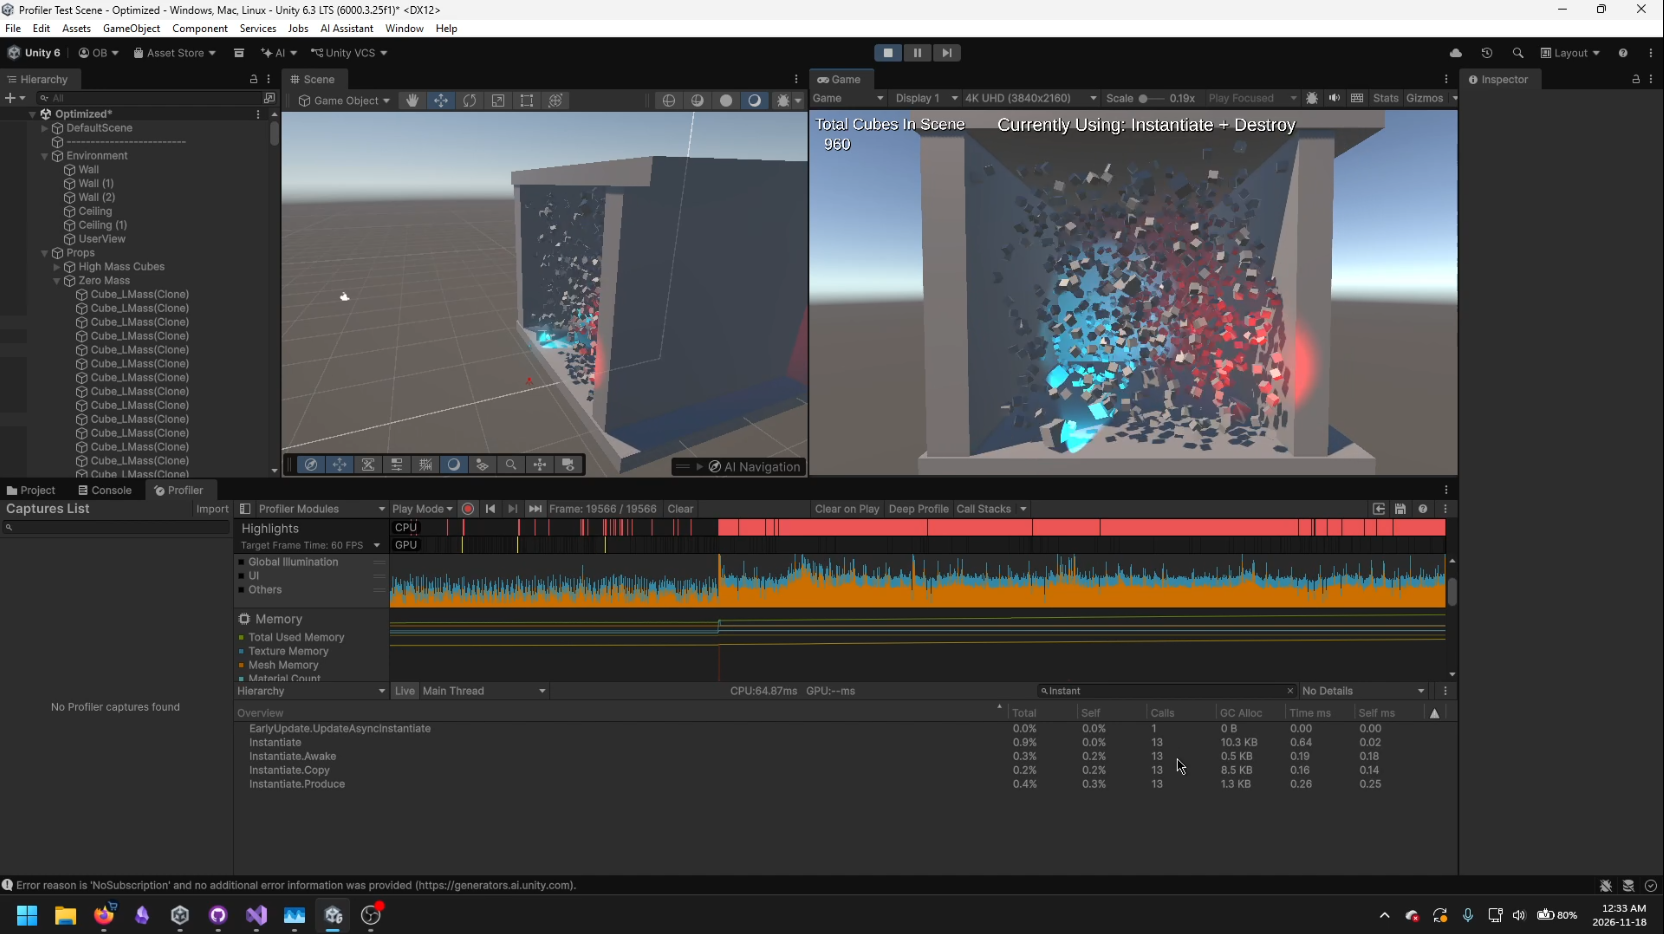 Profiler Test Scene - Optimized - Windows, Mac, Linux - Unity 6.3 LTS (6000.3.25f1)* <DX12>
File Edit Assets GameObject Component Services Jobs AI Assistant Window Help
Unity 6 OB Asset Store AI Unity VCS Layout
Hierarchy Scene Game Inspector
All Game Object Game Display 1 4K UHD (3840x2160) Scale 0.19x Play Focused Stats Gizmos
Optimized*
DefaultScene
--------------------------
Environment
Wall
Wall (1)
Wall (2)
Ceiling
Ceiling (1)
UserView
Props
High Mass Cubes
Zero Mass
Cube_LMass(Clone)
Cube_LMass(Clone)
Cube_LMass(Clone)
Cube_LMass(Clone)
Cube_LMass(Clone)
Cube_LMass(Clone)
Cube_LMass(Clone)
Cube_LMass(Clone)
Cube_LMass(Clone)
Cube_LMass(Clone)
Cube_LMass(Clone)
Cube_LMass(Clone)
Cube_LMass(Clone)
Cube_LMass(Clone)
AI Navigation
Total Cubes In Scene Currently Using: Instantiate + Destroy
960
Project Console Profiler
Captures List Import Profiler Modules Play Mode Frame: 19566 / 19566 Clear Clear on Play Deep Profile Call Stacks
No Profiler captures found
Highlights CPU
Target Frame Time: 60 FPS GPU
Global Illumination
UI
Others
Memory
Total Used Memory
Texture Memory
Mesh Memory
Material Count
Hierarchy Live Main Thread CPU:64.87ms GPU:--ms Instant No Details
Overview Total Self Calls GC Alloc Time ms Self ms
EarlyUpdate.UpdateAsyncInstantiate 0.0% 0.0% 1 0 B 0.00 0.00
Instantiate 0.9% 0.0% 13 10.3 KB 0.64 0.02
Instantiate.Awake 0.3% 0.2% 13 0.5 KB 0.19 0.18
Instantiate.Copy 0.2% 0.2% 13 8.5 KB 0.16 0.14
Instantiate.Produce 0.4% 0.3% 13 1.3 KB 0.26 0.25
Error reason is 'NoSubscription' and no additional error information was provided (https://generators.ai.unity.com).
80% 12:33 AM
2026-11-18